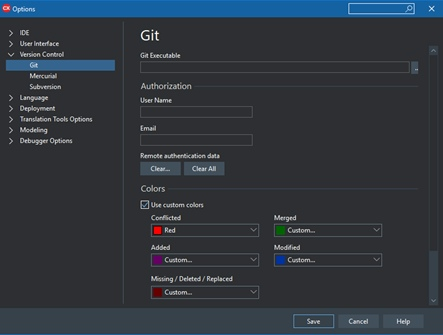 CX Options
IDE
User Interface
Version Control
Git
Mercurial
Subversion
Language
Deployment
Translation Tools Options
Modeling
Debugger Options
Git
Git Executable
...
Authorization
User Name
Email
Remote authentication data
Clear... Clear All
Colors
Use custom colors
Conflicted Merged
Red Custom...
Added Modified
Custom... Custom...
Missing / Deleted / Replaced
Custom...
Save Cancel Help